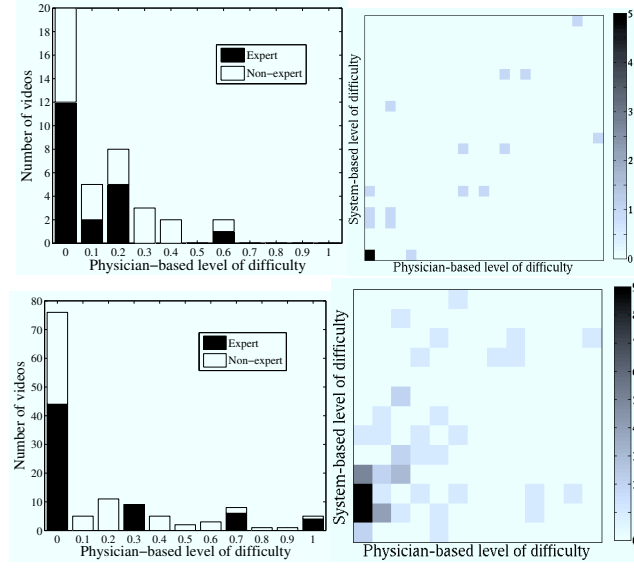 20
18
16
14
12
10
8
6
4
2
0
Number of videos
Expert
Non−expert
0 0.1 0.2 0.3 0.4 0.5 0.6 0.7 0.8 0.9 1
Physician−based level of difficulty
System-based level of difficulty
Physician-based level of difficulty
5
4
3
2
1
0
80
70
60
50
40
30
20
10
0
Number of videos
Expert
Non−expert
0 0.1 0.2 0.3 0.4 0.5 0.6 0.7 0.8 0.9 1
Physician−based level of difficulty
System-based level of difficulty
Physician-based level of difficulty